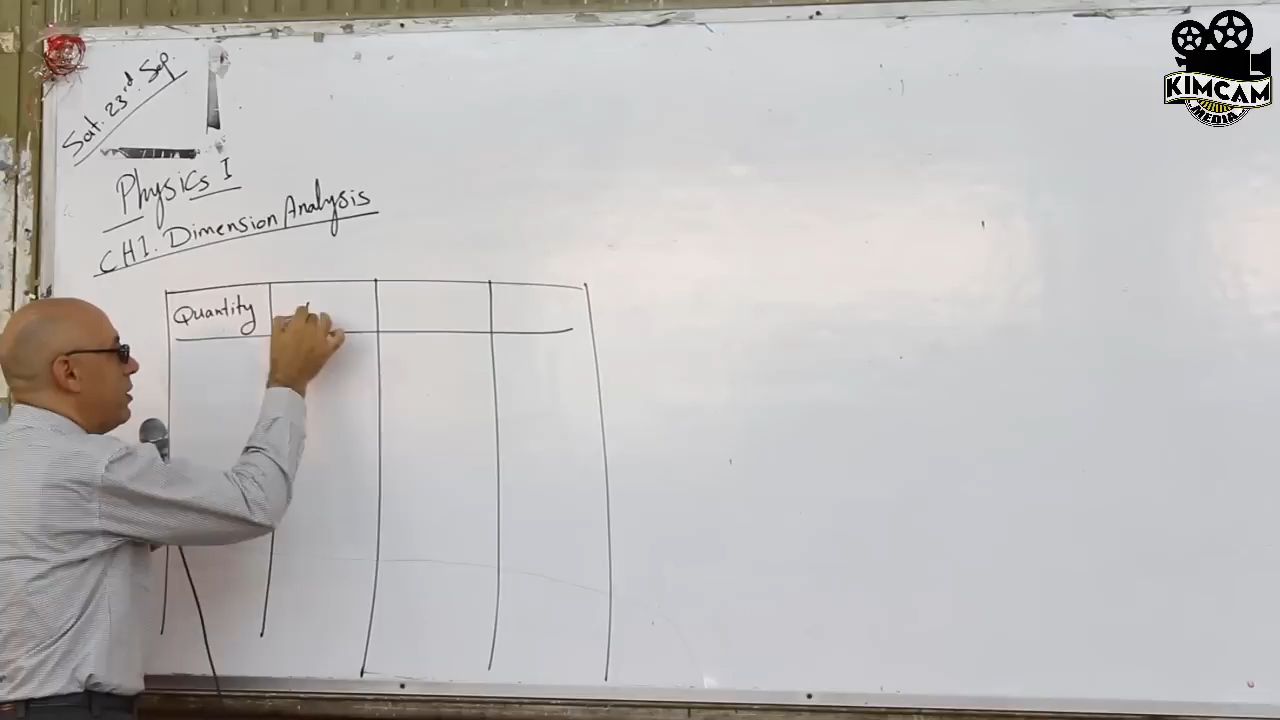 Sat. 23rd. Sep.
Physics I
CH1. Dimension Analysis
Quantity
KIMCAM
MEDIA